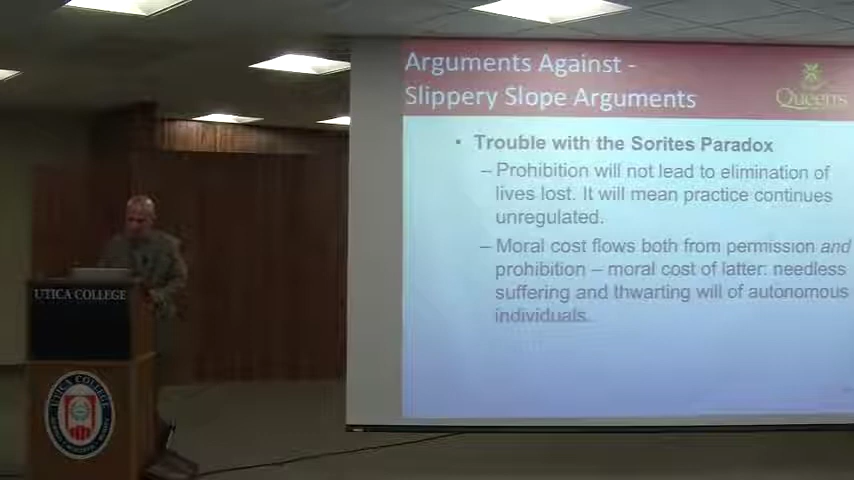 Arguments Against -
Slippery Slope Arguments
Queen's
• Trouble with the Sorites Paradox
– Prohibition will not lead to elimination of
lives lost. It will mean practice continues
unregulated.
– Moral cost flows both from permission and
prohibition – moral cost of latter: needless
suffering and thwarting will of autonomous
individuals.
UTICA COLLEGE
UTICA COLLEGE